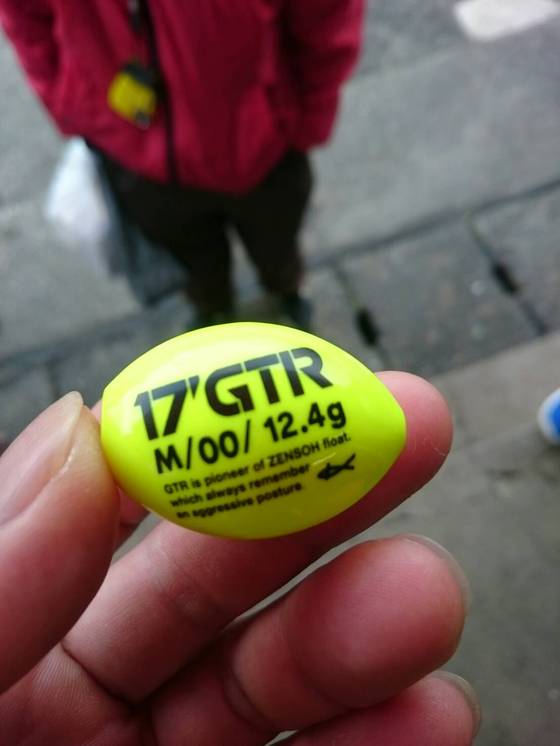 17'GTR
M/00/ 12.4g
GTR is pioneer of ZENSOH float.
which always remember
an aggressive posture.